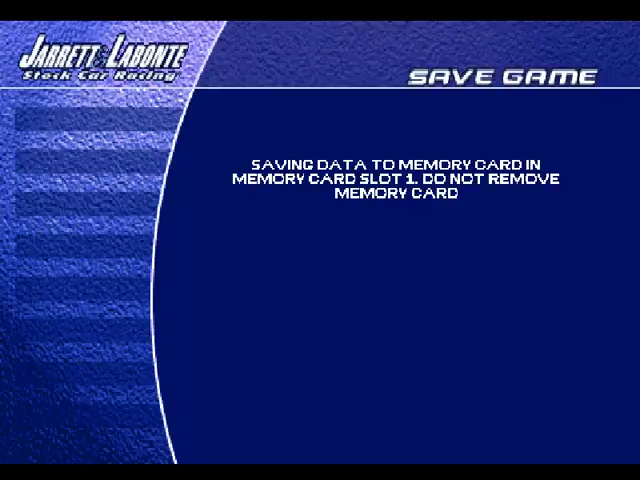 JARRETT & LABONTE
Stock Car Racing
SAVE GAME
SAVING DATA TO MEMORY CARD IN
MEMORY CARD SLOT 1. DO NOT REMOVE
MEMORY CARD